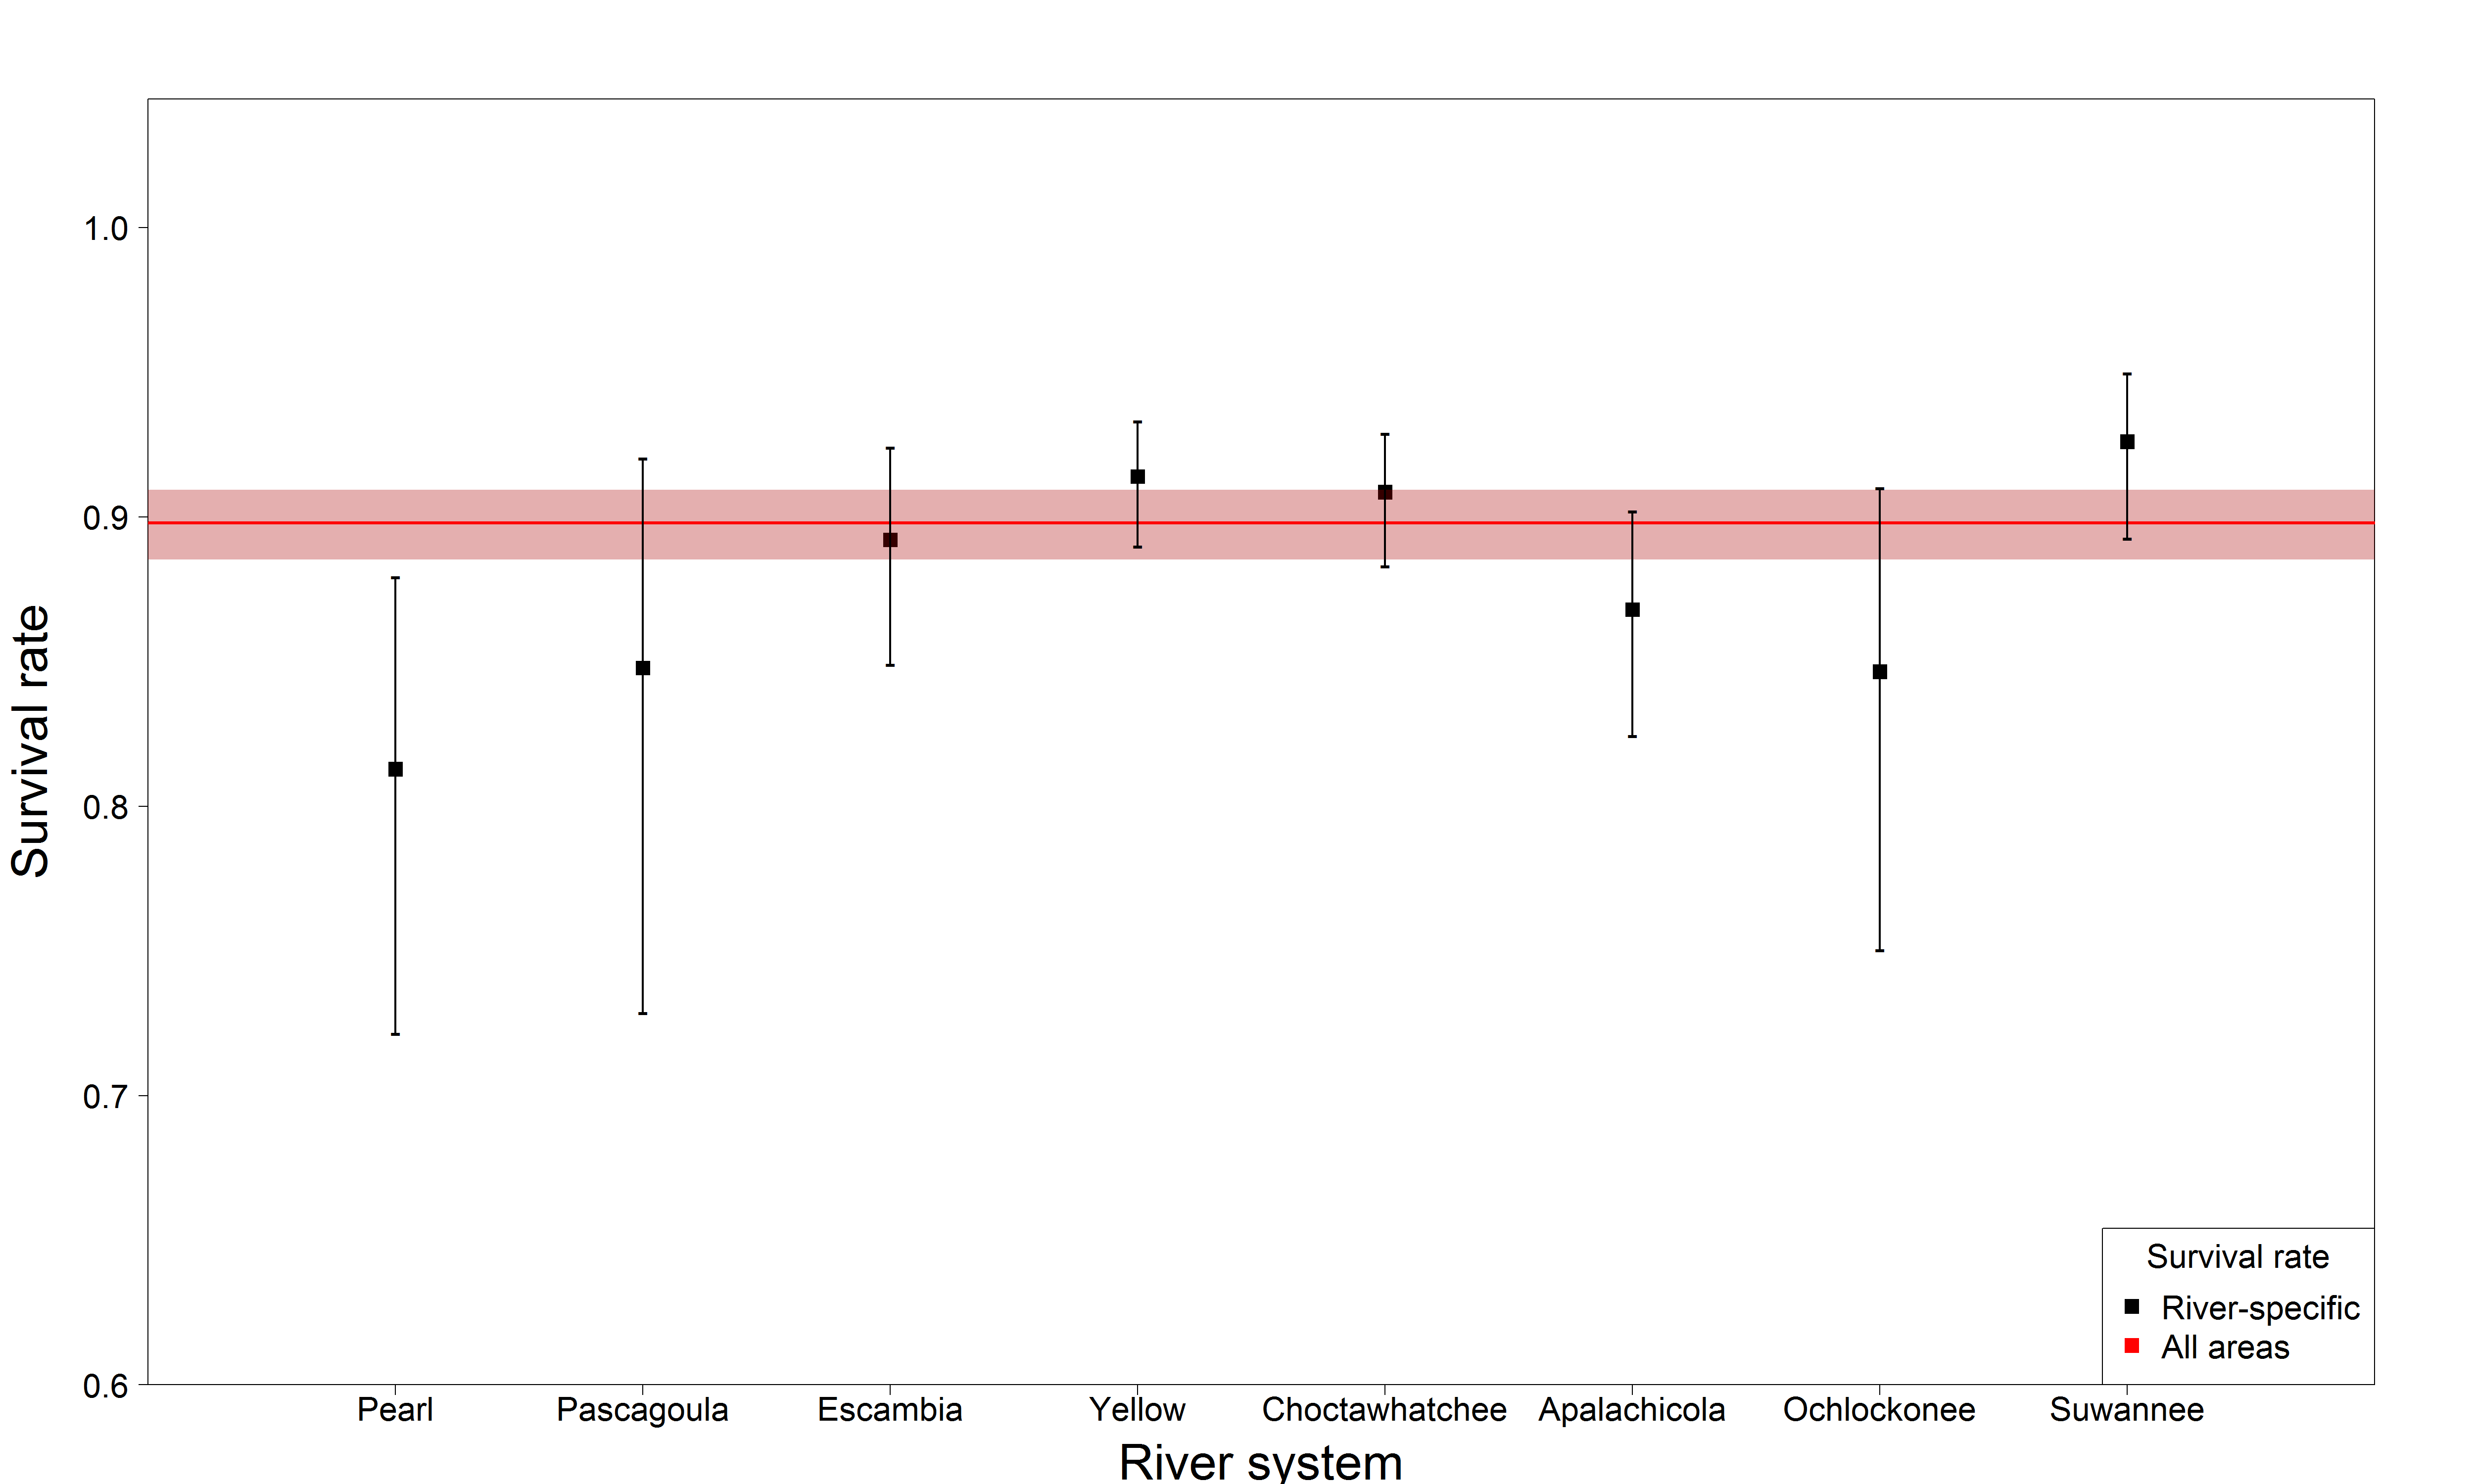 1.0
0.9
0.8
0.7
0.6
Survival rate
Pearl Pascagoula Escambia Yellow Choctawhatchee Apalachicola Ochlockonee Suwannee
River system
Survival rate
River-specific
All areas